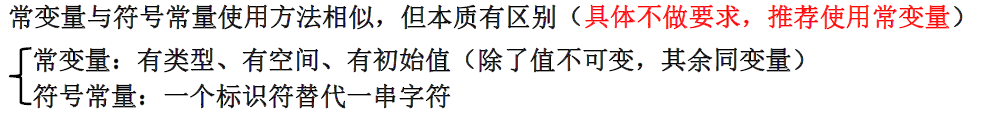 常变量与符号常量使用方法相似，但本质有区别（具体不做要求，推荐使用常变量）
常变量：有类型、有空间、有初始值（除了值不可变，其余同变量）
符号常量：一个标识符替代一串字符